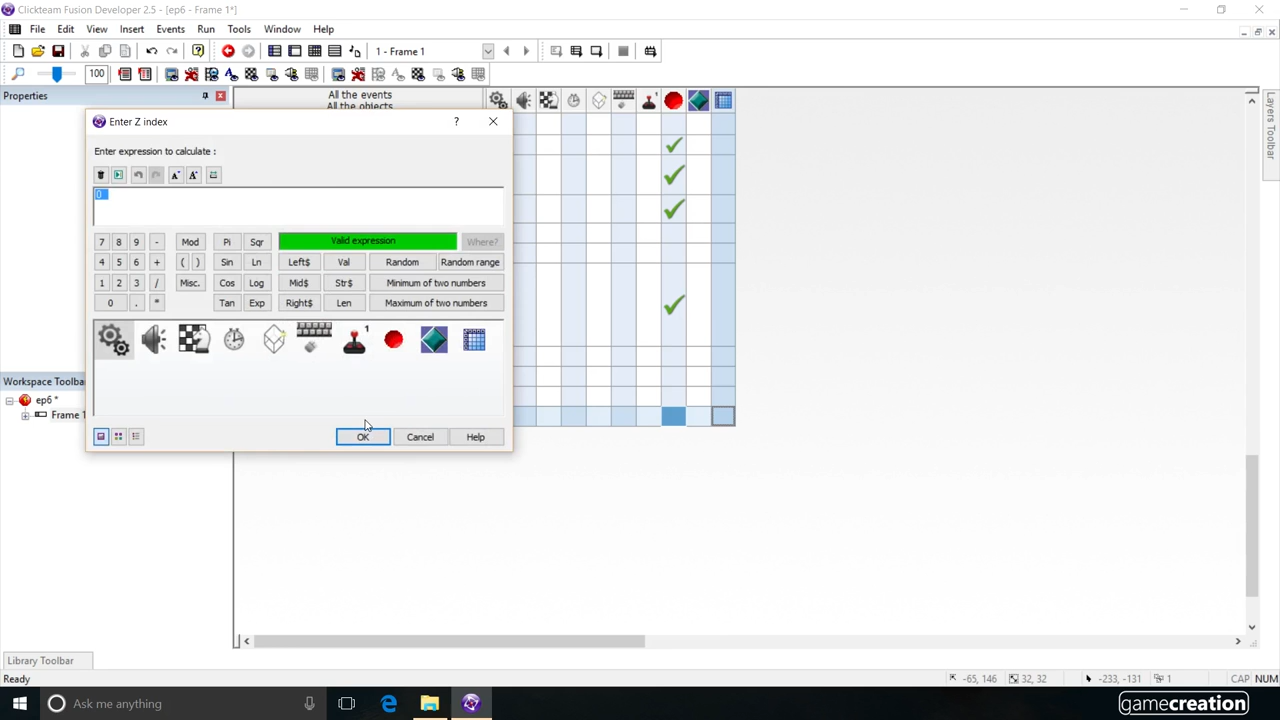 Clickteam Fusion Developer 2.5 - [ep6 - Frame 1*]
File Edit View Insert Events Run Tools Window Help
1 - Frame 1
100
Properties
All the events
All the objects
Layers Toolbar
Enter Z index
?
Enter expression to calculate :
A- A+
0
7 8 9 - Mod Pi Sqr Valid expression Where?
4 5 6 + ( ) Sin Ln Left$ Val Random Random range
1 2 3 / Misc. Cos Log Mid$ Str$ Minimum of two numbers
0 . * Tan Exp Right$ Len Maximum of two numbers
1
Workspace Toolbar
ep6 *
Frame 1
OK Cancel Help
Library Toolbar
Ready
-65, 146 32, 32 -233, -131 1 CAP NUM
Ask me something
gamecreation